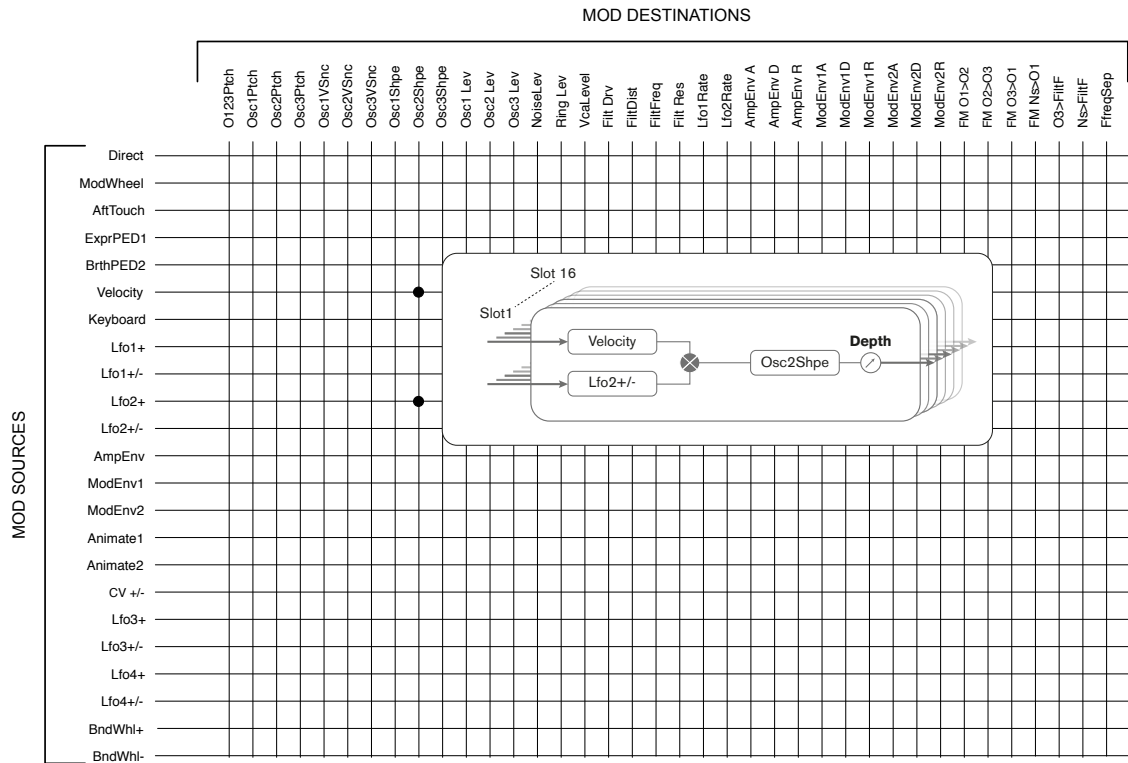 MOD DESTINATIONS
O123Ptch
Osc1Ptch
Osc2Ptch
Osc3Ptch
Osc1VSnc
Osc2VSnc
Osc3VSnc
Osc1Shpe
Osc2Shpe
Osc3Shpe
Osc1 Lev
Osc2 Lev
Osc3 Lev
NoiseLev
Ring Lev
VcaLevel
Filt Drv
FiltDist
FiltFreq
Filt Res
Lfo1Rate
Lfo2Rate
AmpEnv A
AmpEnv D
AmpEnv R
ModEnv1A
ModEnv1D
ModEnv1R
ModEnv2A
ModEnv2D
ModEnv2R
FM O1>O2
FM O2>O3
FM O3>O1
FM Ns>O1
O3>FiltF
Ns>FiltF
FfreqSep
MOD SOURCES
Direct
ModWheel
AftTouch
ExprPED1
BrthPED2
Velocity
Keyboard
Lfo1+
Lfo1+/-
Lfo2+
Lfo2+/-
AmpEnv
ModEnv1
ModEnv2
Animate1
Animate2
CV +/-
Lfo3+
Lfo3+/-
Lfo4+
Lfo4+/-
BndWhl+
BndWhl-
Slot 16
Slot1
Velocity
Lfo2+/-
Osc2Shpe
Depth